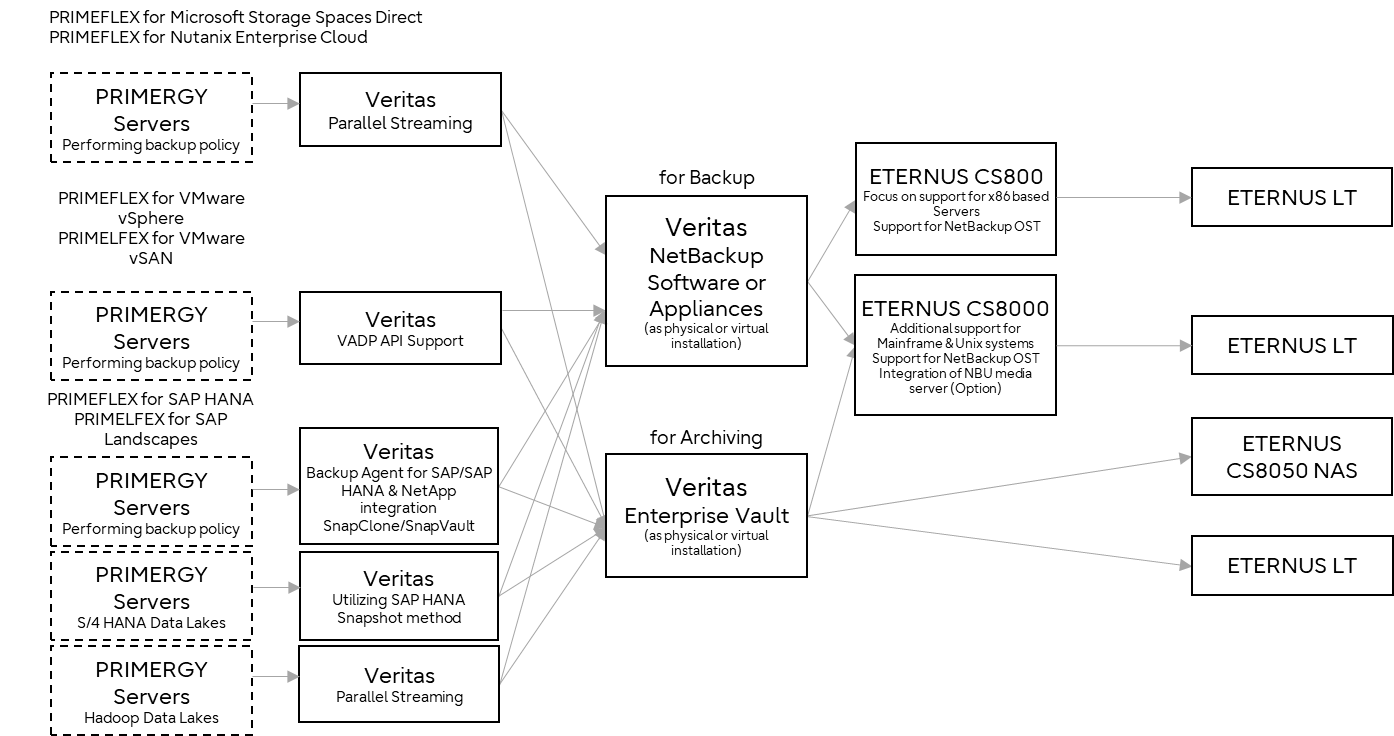 PRIMEFLEX for Microsoft Storage Spaces Direct
PRIMEFLEX for Nutanix Enterprise Cloud
PRIMERGY
Servers
Performing backup policy
Veritas
Parallel Streaming
PRIMEFLEX for VMware
vSphere
PRIMELFEX for VMware
vSAN
PRIMERGY
Servers
Performing backup policy
Veritas
VADP API Support
PRIMEFLEX for SAP HANA
PRIMELFEX for SAP
Landscapes
PRIMERGY
Servers
Performing backup policy
Veritas
Backup Agent for SAP/SAP
HANA & NetApp
integration
SnapClone/SnapVault
PRIMERGY
Servers
S/4 HANA Data Lakes
Veritas
Utilizing SAP HANA
Snapshot method
PRIMERGY
Servers
Hadoop Data Lakes
Veritas
Parallel Streaming
for Backup
Veritas
NetBackup
Software or
Appliances
(as physical or virtual
installation)
for Archiving
Veritas
Enterprise Vault
(as physical or virtual
installation)
ETERNUS CS800
Focus on support for x86 based
Servers
Support for NetBackup OST
ETERNUS CS8000
Additional support for
Mainframe & Unix systems
Support for NetBackup OST
Integration of NBU media
server (Option)
ETERNUS LT
ETERNUS LT
ETERNUS
CS8050 NAS
ETERNUS LT